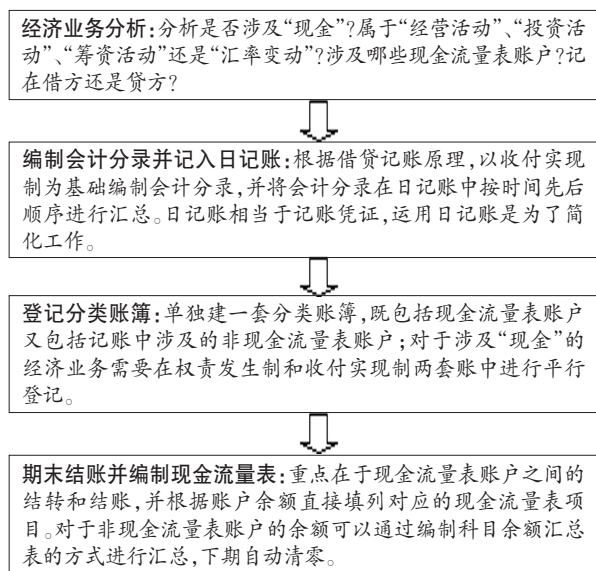 经济业务分析:分析是否涉及“现金”?属于“经营活动”、“投资活
动”、“筹资活动”还是“汇率变动”?涉及哪些现金流量表账户?记
在借方还是贷方?
编制会计分录并记入日记账:根据借贷记账原理,以收付实现
制为基础编制会计分录,并将会计分录在日记账中按时间先后
顺序进行汇总。日记账相当于记账凭证,运用日记账是为了简
化工作。
登记分类账簿:单独建一套分类账簿,既包括现金流量表账户
又包括记账中涉及的非现金流量表账户;对于涉及“现金”的
经济业务需要在权责发生制和收付实现制两套账中进行平行
登记。
期末结账并编制现金流量表:重点在于现金流量表账户之间的
结转和结账,并根据账户余额直接填列对应的现金流量表项
目。对于非现金流量表账户的余额可以通过编制科目余额汇总
表的方式进行汇总,下期自动清零。